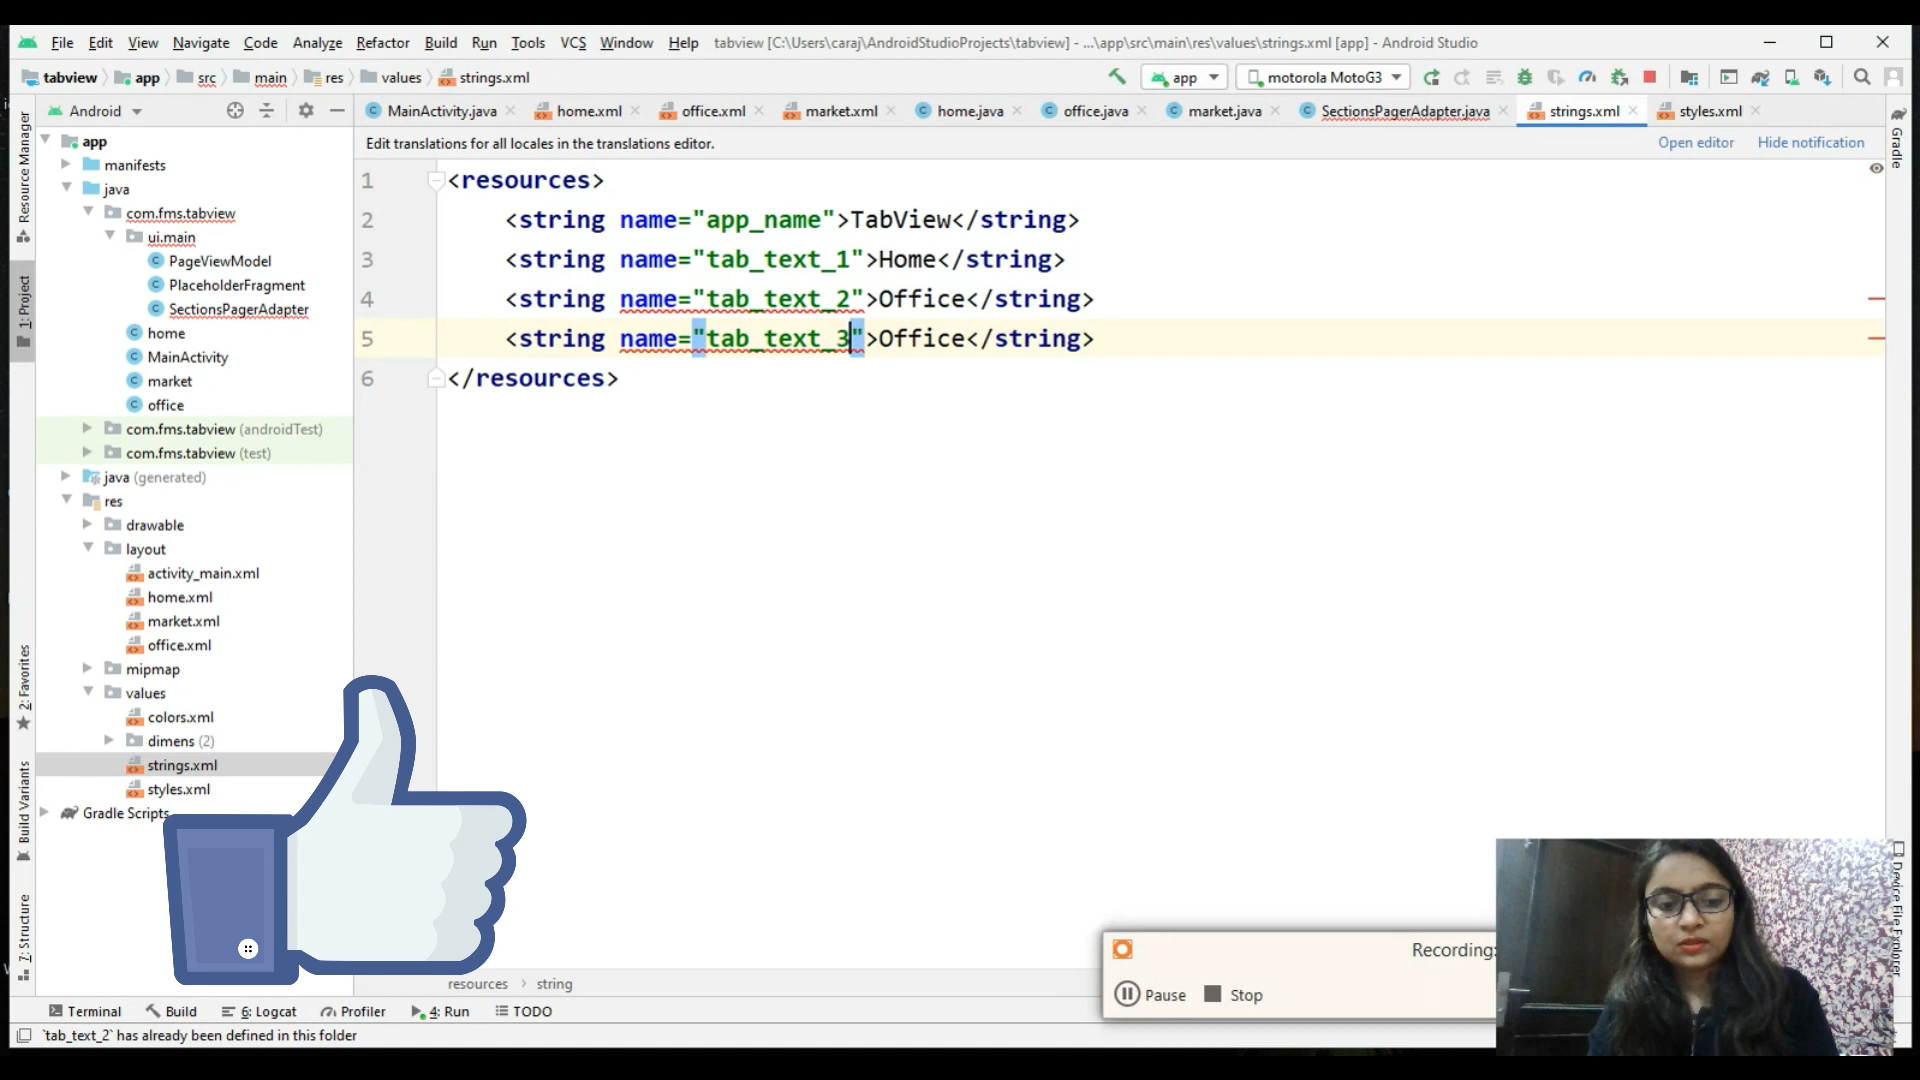 File Edit View Navigate Code Analyze Refactor Build Run Tools VCS Window Help tabview [C:\Users\caraj\AndroidStudioProjects\tabview] - ...\app\src\main\res\values\strings.xml [app] - Android Studio
tabview app src main res values strings.xml app motorola MotoG3
Android MainActivity.java home.xml office.xml market.xml home.java office.java market.java SectionsPagerAdapter.java strings.xml styles.xml
Edit translations for all locales in the translations editor. Open editor Hide notification
Resource Manager
1: Project
2: Favorites
Build Variants
7: Structure
app
manifests
java
com.fms.tabview
ui.main
PageViewModel
PlaceholderFragment
SectionsPagerAdapter
home
MainActivity
market
office
com.fms.tabview (androidTest)
com.fms.tabview (test)
java (generated)
res
drawable
layout
activity_main.xml
home.xml
market.xml
office.xml
mipmap
values
colors.xml
dimens (2)
strings.xml
styles.xml
Gradle Scripts
1 <resources>
2 <string name="app_name">TabView</string>
3 <string name="tab_text_1">Home</string>
4 <string name="tab_text_2">Office</string>
5 <string name="tab_text_3">Office</string>
6 </resources>
Gradle
Device File Explorer
Recording:
Pause Stop
resources › string
Terminal Build 6: Logcat Profiler 4: Run TODO
`tab_text_2` has already been defined in this folder